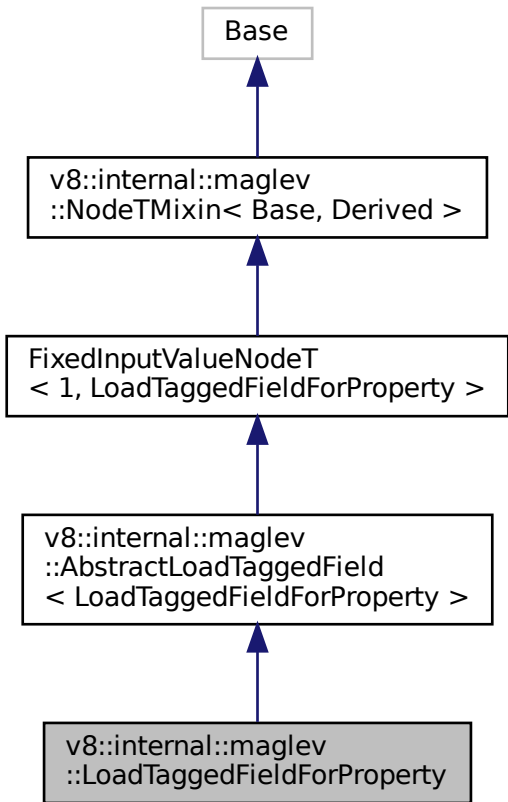 Base
v8::internal::maglev
::NodeTMixin< Base, Derived >
FixedInputValueNodeT
< 1, LoadTaggedFieldForProperty >
v8::internal::maglev
::AbstractLoadTaggedField
< LoadTaggedFieldForProperty >
v8::internal::maglev
::LoadTaggedFieldForProperty